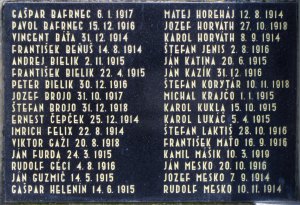 GAŠPAR BAFRNEC 6.1.1917
PAVOL BAFRNEC 15.12.1916
VINCENT BÁŤA 31.12.1914
FRANTIŠEK BEŇUŠ 14.8.1914
ANDREJ BIELIK 2.11.1915
FRANTIŠEK BIELIK 22.4.1915
PETER BIELIK 30.12.1916
JOZEF BROJO 31.10.1917
ŠTEFAN BROJO 31.12.1918
ERNEST ČEPČEK 25.12.1914
IMRICH FELIX 22.8.1914
VIKTOR GAŽI 20.8.1918
JÁN FURDA 24.3.1915
RUDOLF GECI 4.8.1916
JÁN GUZMIČ 14.5.1915
GAŠPAR HELENÍN 14.6.1915
MATEJ HOREHÁJ 12.8.1914
JOZEF HORVÁTH 27.10.1918
KAROL HORVÁTH 8.9.1914
ŠTEFAN JENIS 2.8.1916
JÁN KATINA 20.6.1915
JÁN KAZÍK 31.12.1916
ŠTEFAN KORYTÁR 10.11.1918
MICHAL KRAJČO 1.1.1915
KAROL KUKLA 15.10.1915
KAROL LUKÁČ 5.4.1915
ŠTEFAN LAKTIŠ 28.10.1916
FRANTIŠEK MAŤO 16.9.1916
KAMIL MÁSIK 10.3.1919
JÁN MESKO 20.10.1916
JOZEF MESKO 7.9.1914
RUDOLF MESKO 10.11.1914